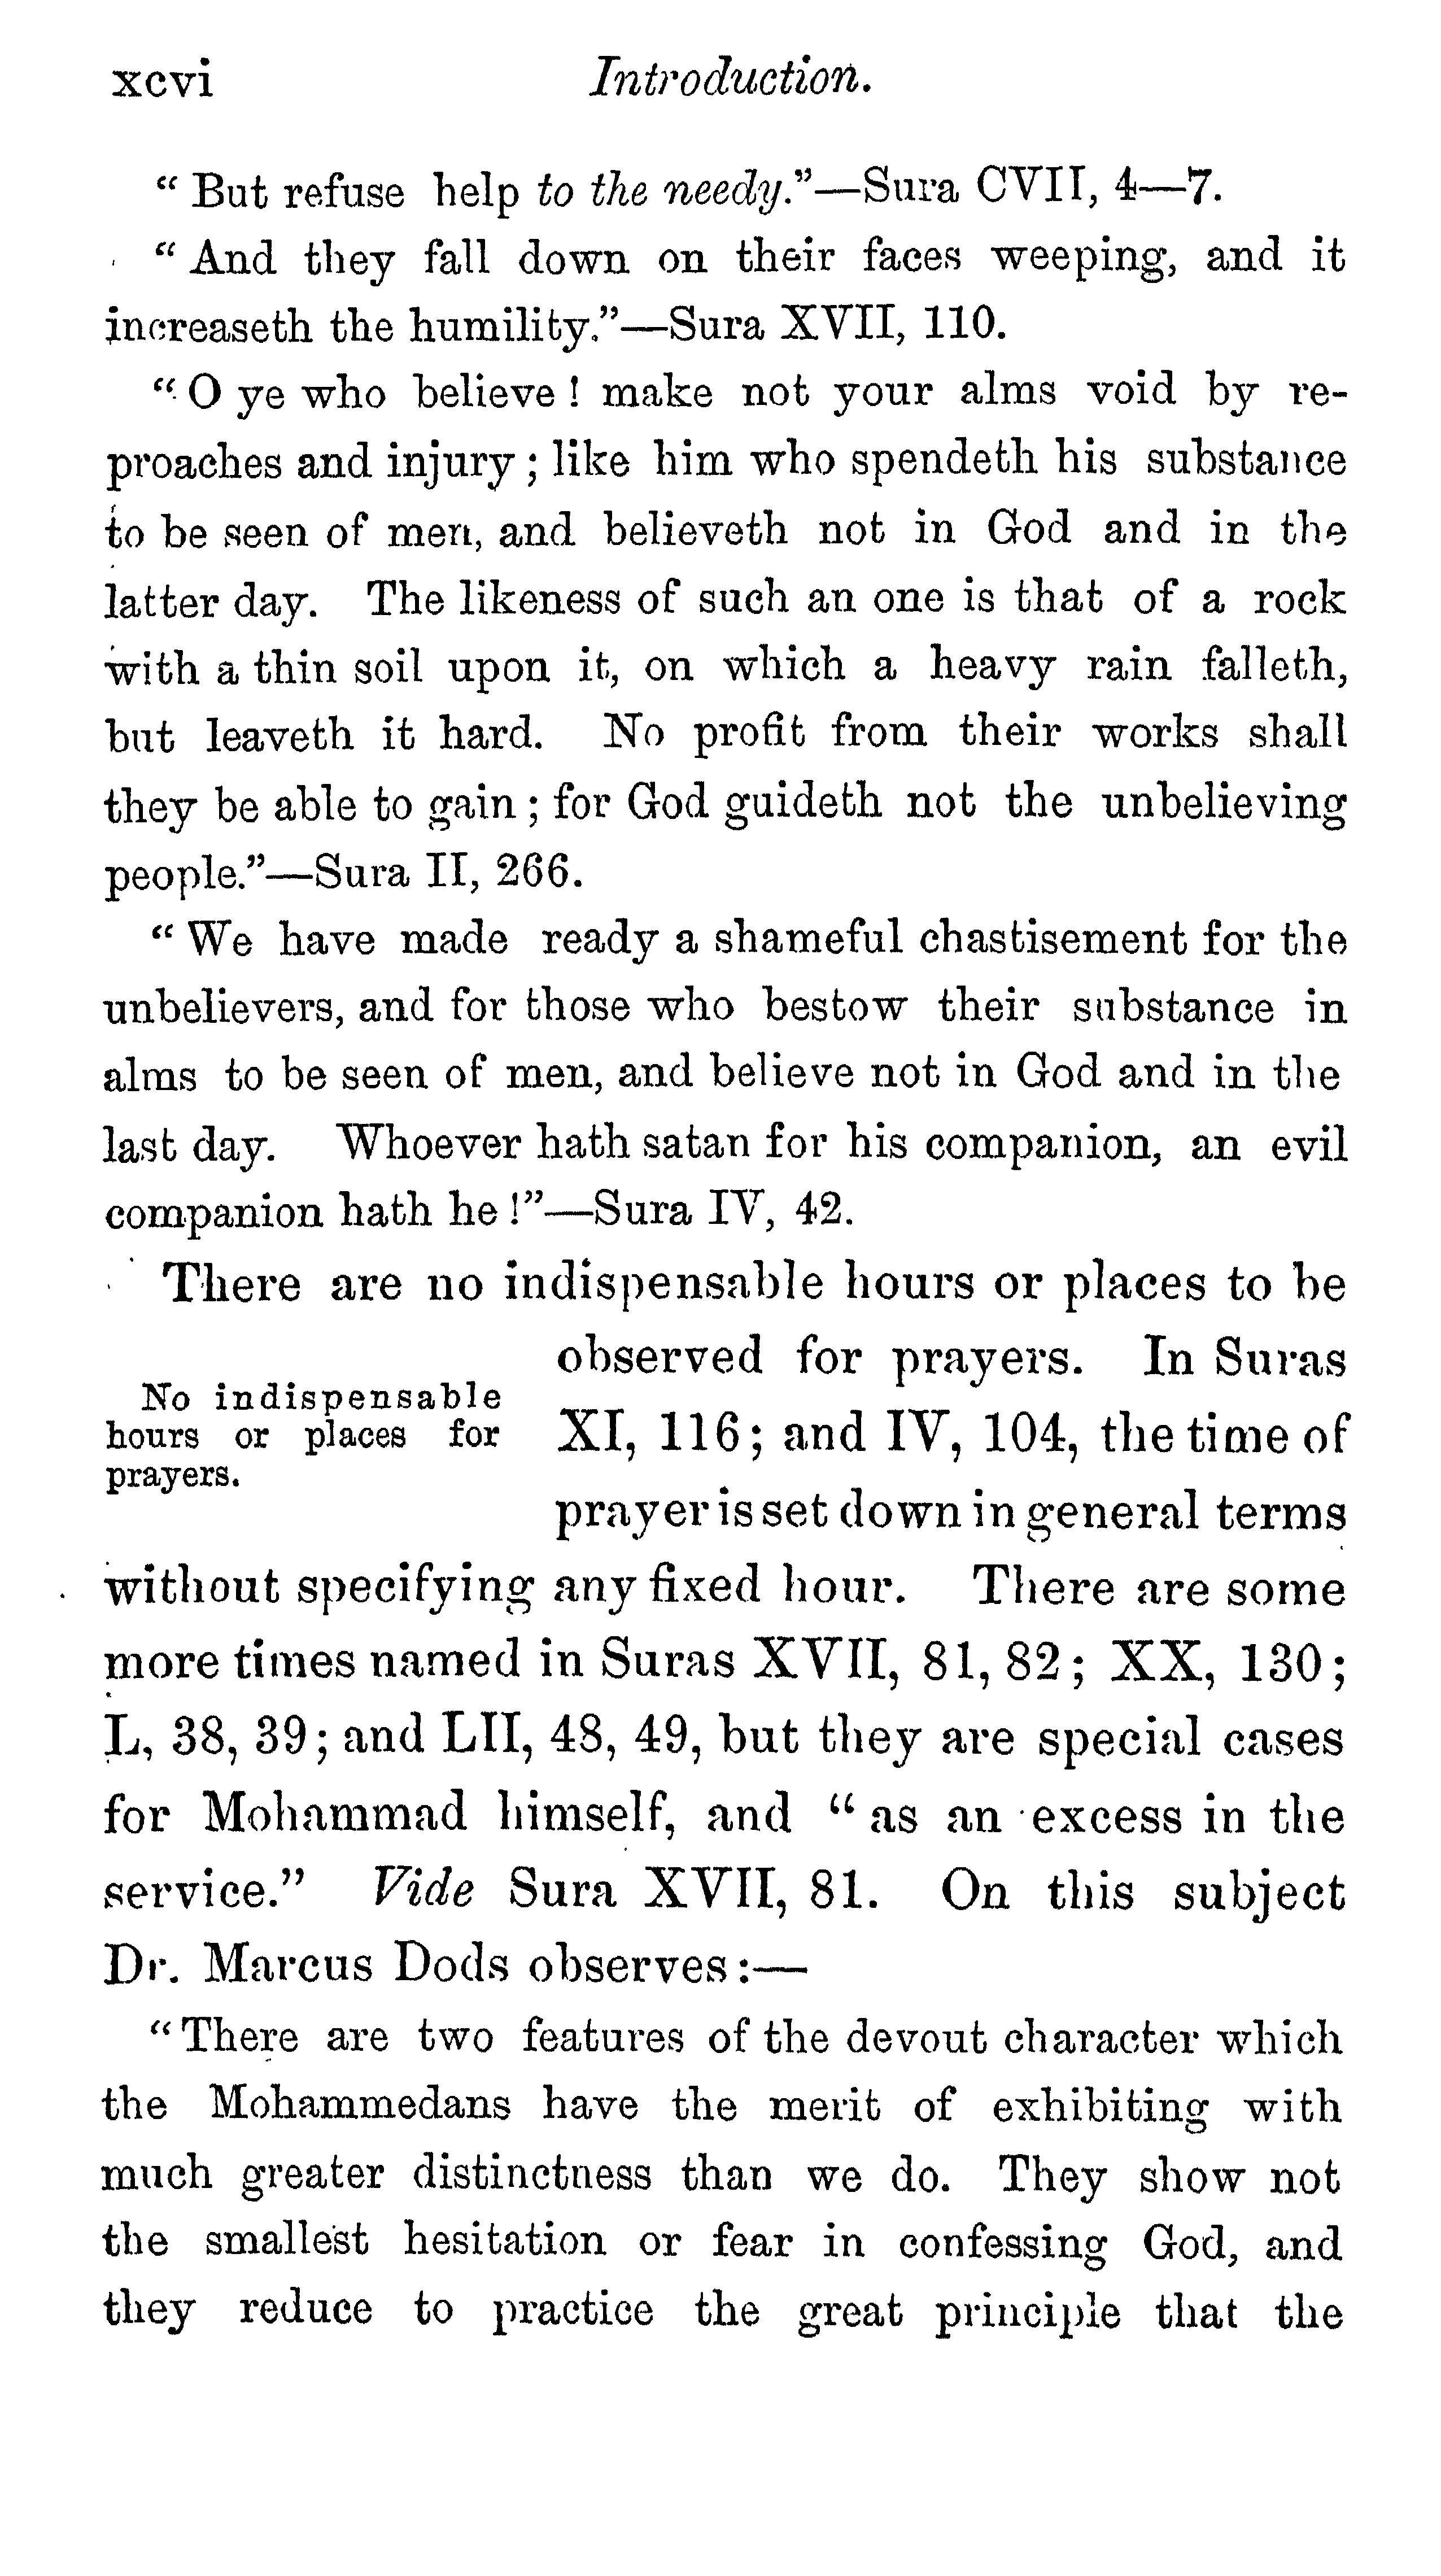 xcvi Introduction.
“ But refuse help to the needy.”—Sura CVII, 4—7.
“ And they fall down on their faces weeping, and it
increaseth the humility.”—Sura XVII, 110.
“ O ye who believe ! make not your alms void by re-
proaches and injury ; like him who spendeth his substance
to be seen of men, and believeth not in God and in the
latter day. The likeness of such an one is that of a rock
with a thin soil upon it, on which a heavy rain falleth,
but leaveth it hard. No profit from their works shall
they be able to gain ; for God guideth not the unbelieving
people.”—Sura II, 266.
“ We have made ready a shameful chastisement for the
unbelievers, and for those who bestow their substance in
alms to be seen of men, and believe not in God and in the
last day. Whoever hath satan for his companion, an evil
companion hath he !”—Sura IV, 42.
There are no indispensable hours or places to be
No indispensable
hours or places for
prayers.
observed for prayers. In Suras
XI, 116 ; and IV, 104, the time of
prayer is set down in general terms
without specifying any fixed hour. There are some
more times named in Suras XVII, 81, 82 ; XX, 130 ;
L, 38, 39 ; and LII, 48, 49, but they are special cases
for Mohammad himself, and “ as an excess in the
service.” Vide Sura XVII, 81. On this subject
Dr. Marcus Dods observes :—
“ There are two features of the devout character which
the Mohammedans have the merit of exhibiting with
much greater distinctness than we do. They show not
the smallest hesitation or fear in confessing God, and
they reduce to practice the great principle that the